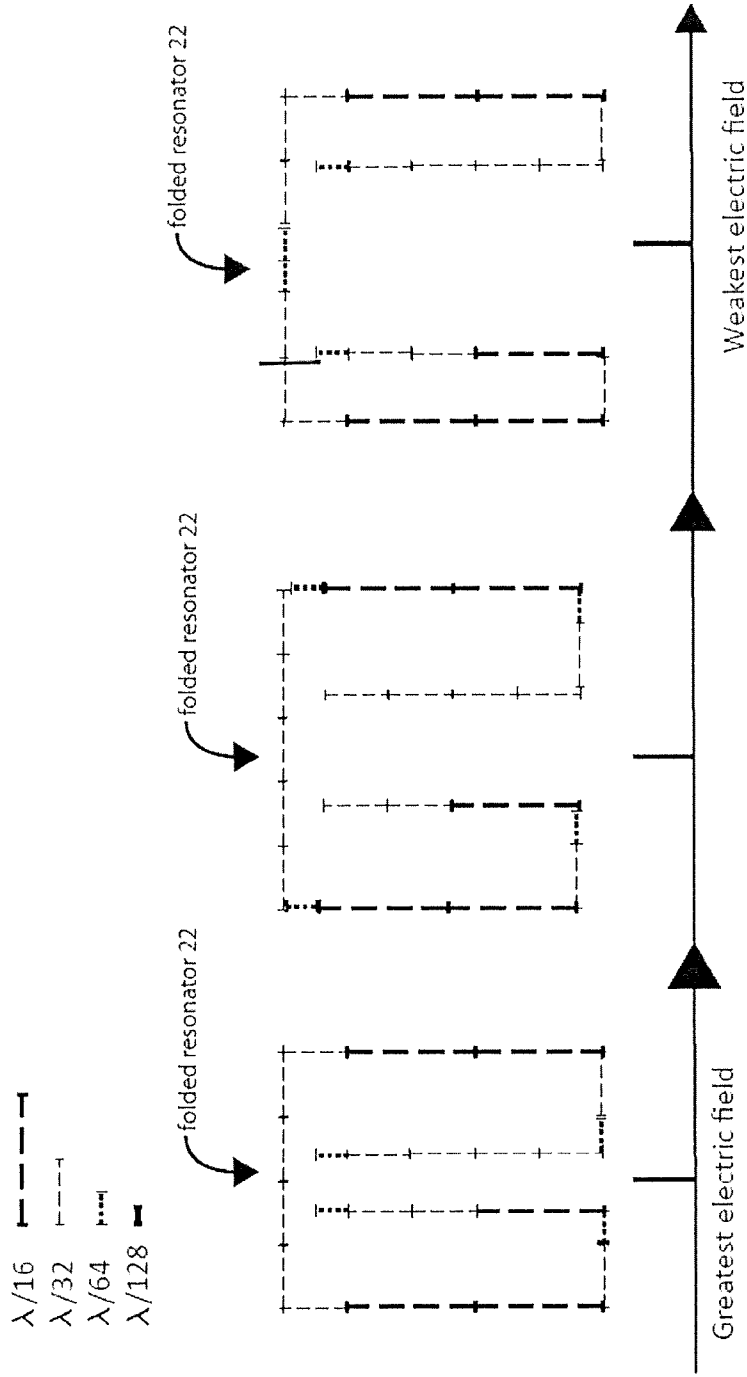 λ/16
λ/32
λ/64
λ/128
folded resonator 22
folded resonator 22
folded resonator 22
Greatest electric field
Weakest electric field